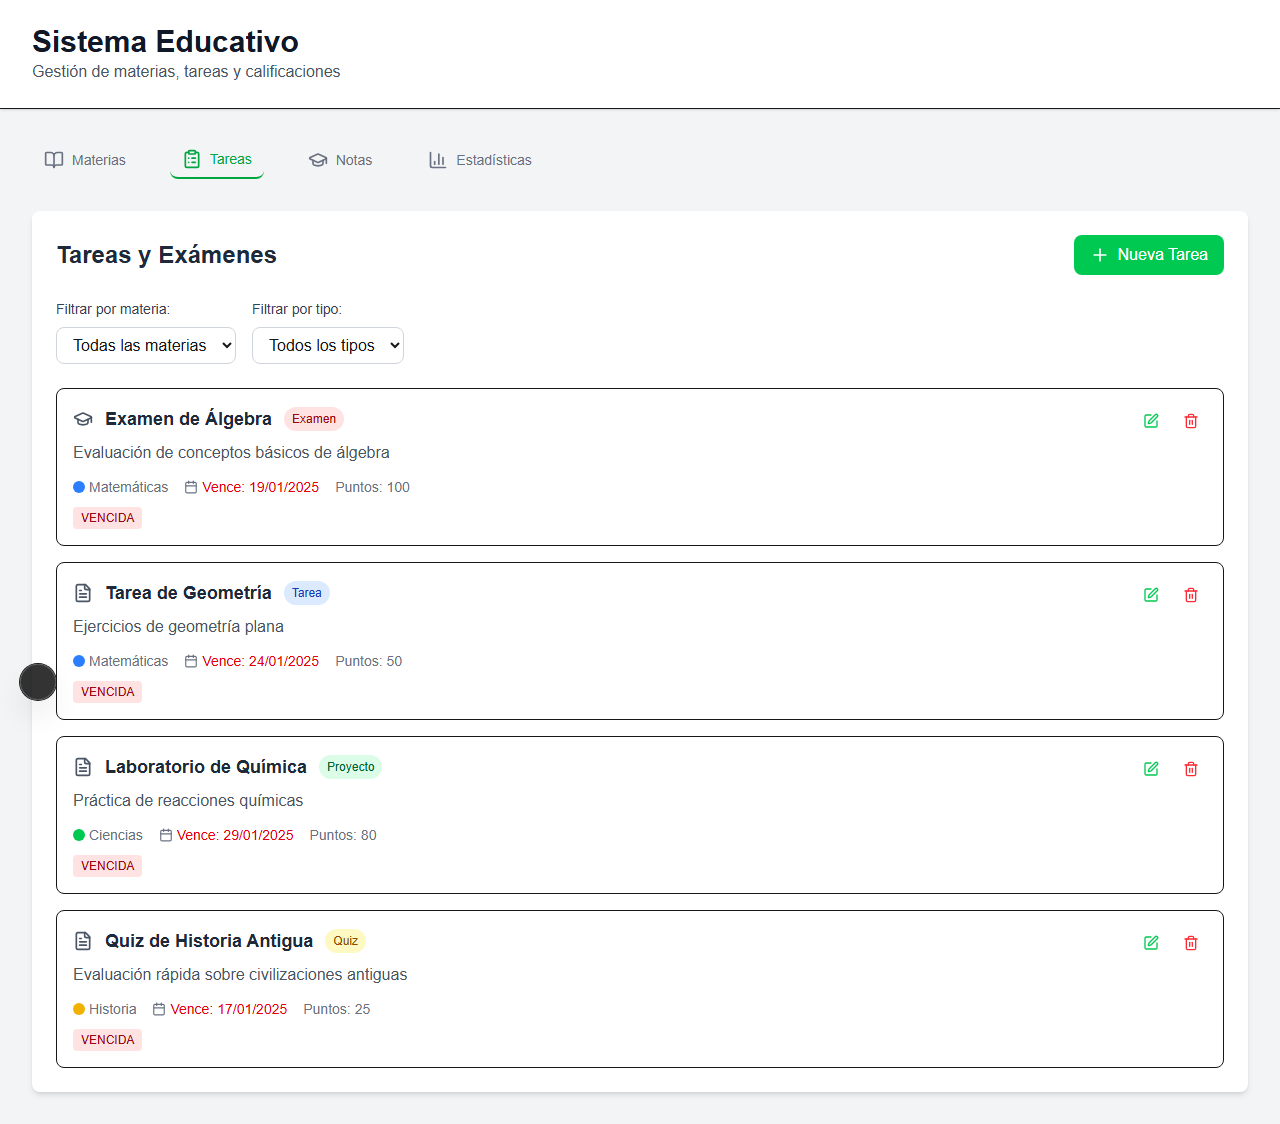 Sistema Educativo
Gestión de materias, tareas y calificaciones
Materias Tareas Notas Estadísticas
Tareas y Exámenes Nueva Tarea
Filtrar por materia: Filtrar por tipo:
Todas las materias Todos los tipos
Examen de Álgebra Examen
Evaluación de conceptos básicos de álgebra
Matemáticas Vence: 19/01/2025 Puntos: 100
VENCIDA
Tarea de Geometría Tarea
Ejercicios de geometría plana
Matemáticas Vence: 24/01/2025 Puntos: 50
VENCIDA
Laboratorio de Química Proyecto
Práctica de reacciones químicas
Ciencias Vence: 29/01/2025 Puntos: 80
VENCIDA
Quiz de Historia Antigua Quiz
Evaluación rápida sobre civilizaciones antiguas
Historia Vence: 17/01/2025 Puntos: 25
VENCIDA